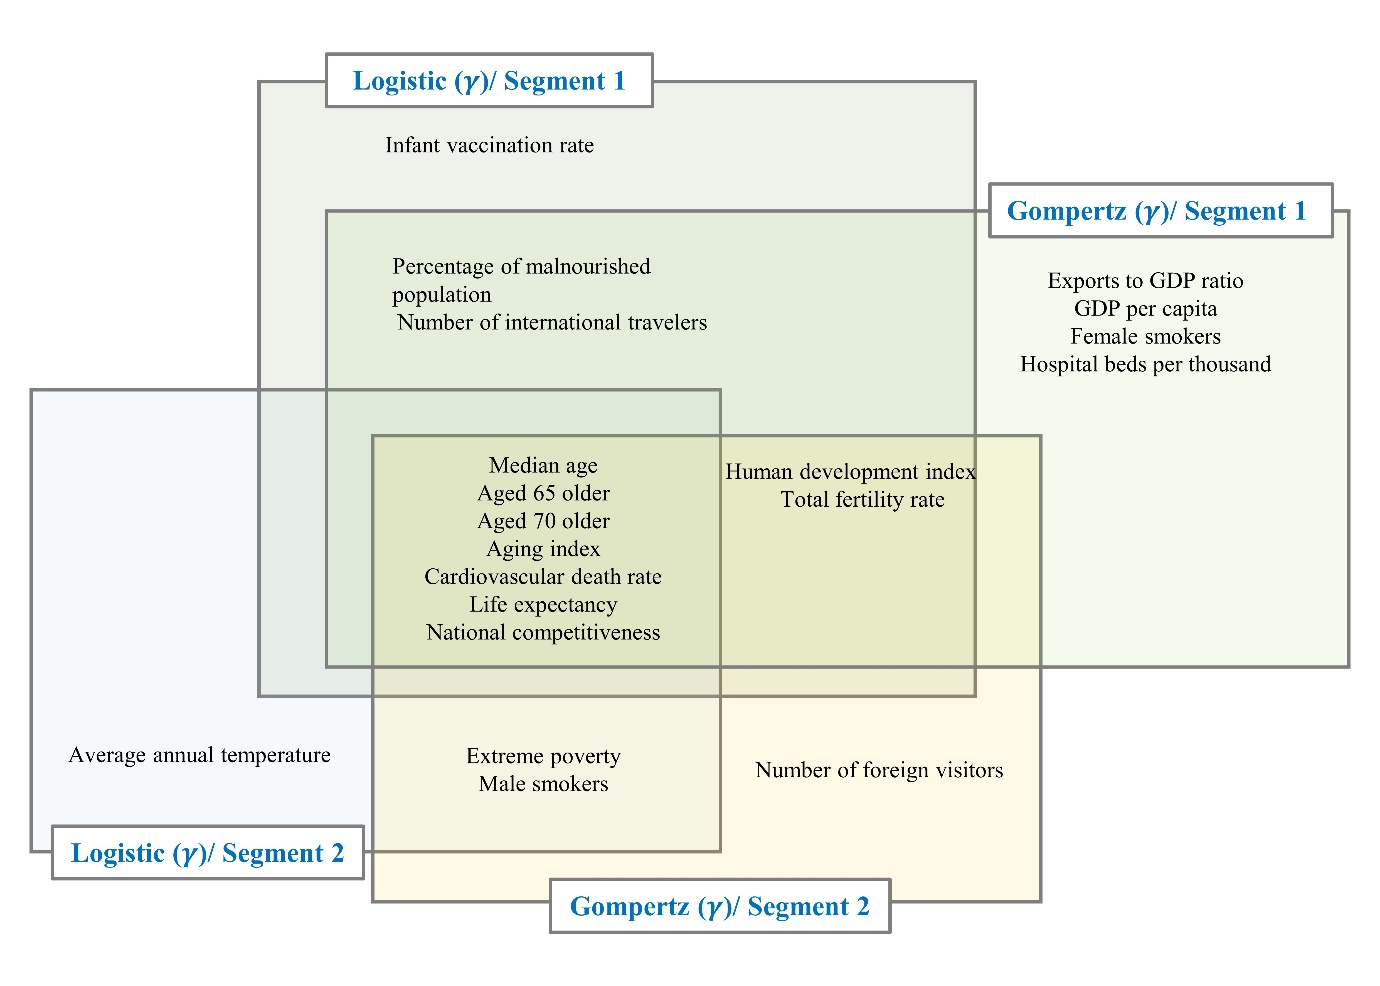 Logistic (γ)/ Segment 1
Infant vaccination rate
Gompertz (γ)/ Segment 1
Percentage of malnourished
population
Number of international travelers
Exports to GDP ratio
GDP per capita
Female smokers
Hospital beds per thousand
Median age
Aged 65 older
Aged 70 older
Aging index
Cardiovascular death rate
Life expectancy
National competitiveness
Human development index
Total fertility rate
Average annual temperature
Extreme poverty
Male smokers
Number of foreign visitors
Logistic (γ)/ Segment 2
Gompertz (γ)/ Segment 2